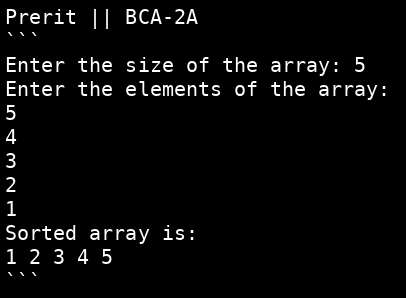 Prerit || BCA-2A
```
Enter the size of the array: 5
Enter the elements of the array:
5
4
3
2
1
Sorted array is:
1 2 3 4 5
```